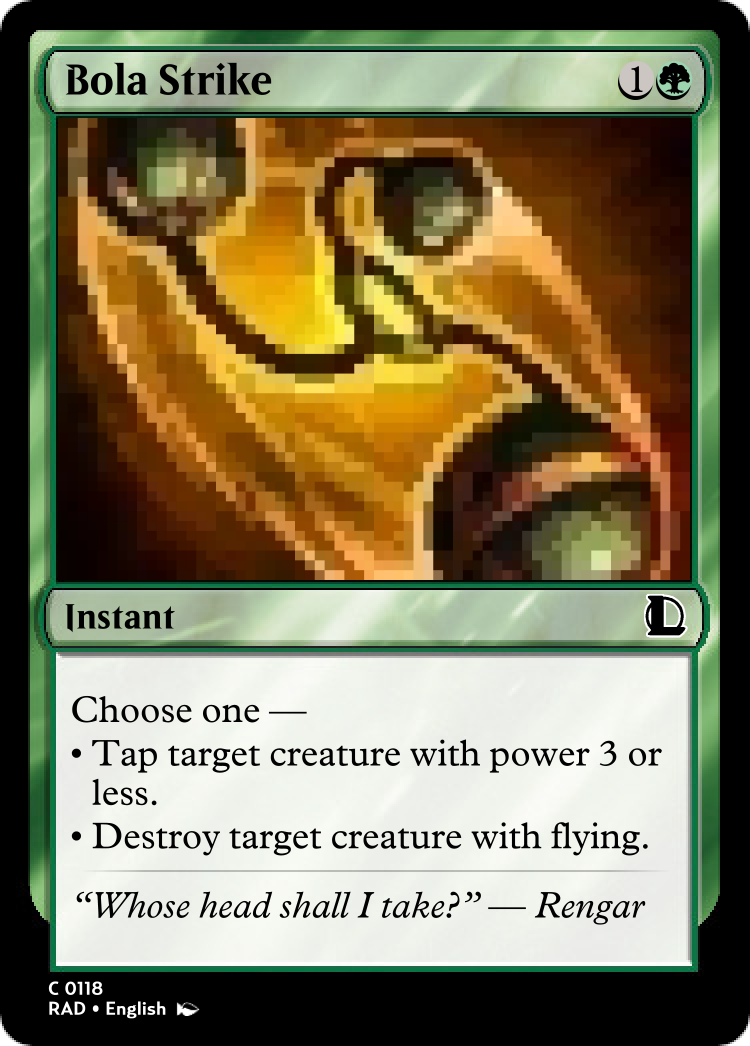 Bola Strike 1
Instant
Choose one —
• Tap target creature with power 3 or
less.
• Destroy target creature with flying.
“Whose head shall I take?” — Rengar
C 0118
RAD • English